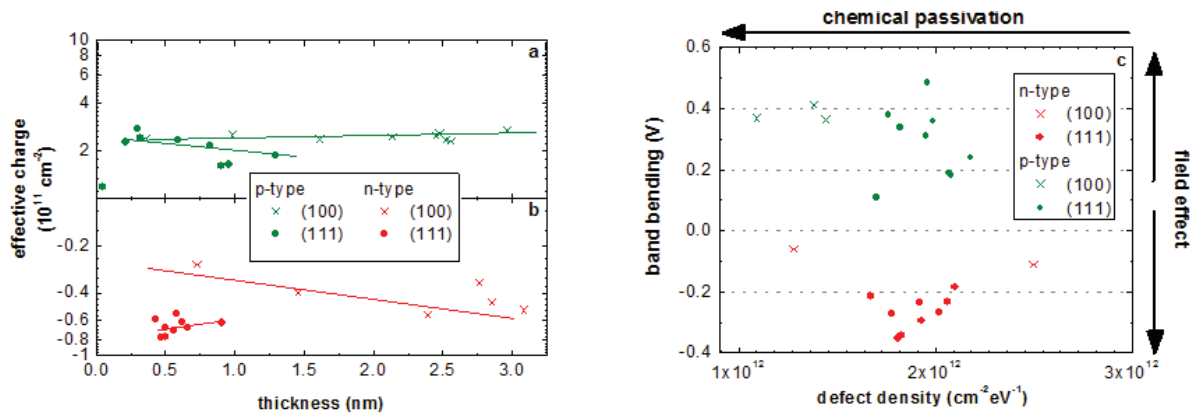 chemical passivation
10
8
6
4
2
a
effective charge
(10¹¹ cm⁻²)
p-type n-type
(100) (100)
(111) (111)
b
-0.2
-0.4
-0.6
-0.8
-1
0.0 0.5 1.0 1.5 2.0 2.5 3.0
thickness (nm)
0.6
0.4
0.2
0.0
-0.2
-0.4
band bending (V)
c
n-type
(100)
(111)
p-type
(100)
(111)
field effect
1x10¹² 2x10¹² 3x10¹²
defect density (cm⁻²eV⁻¹)